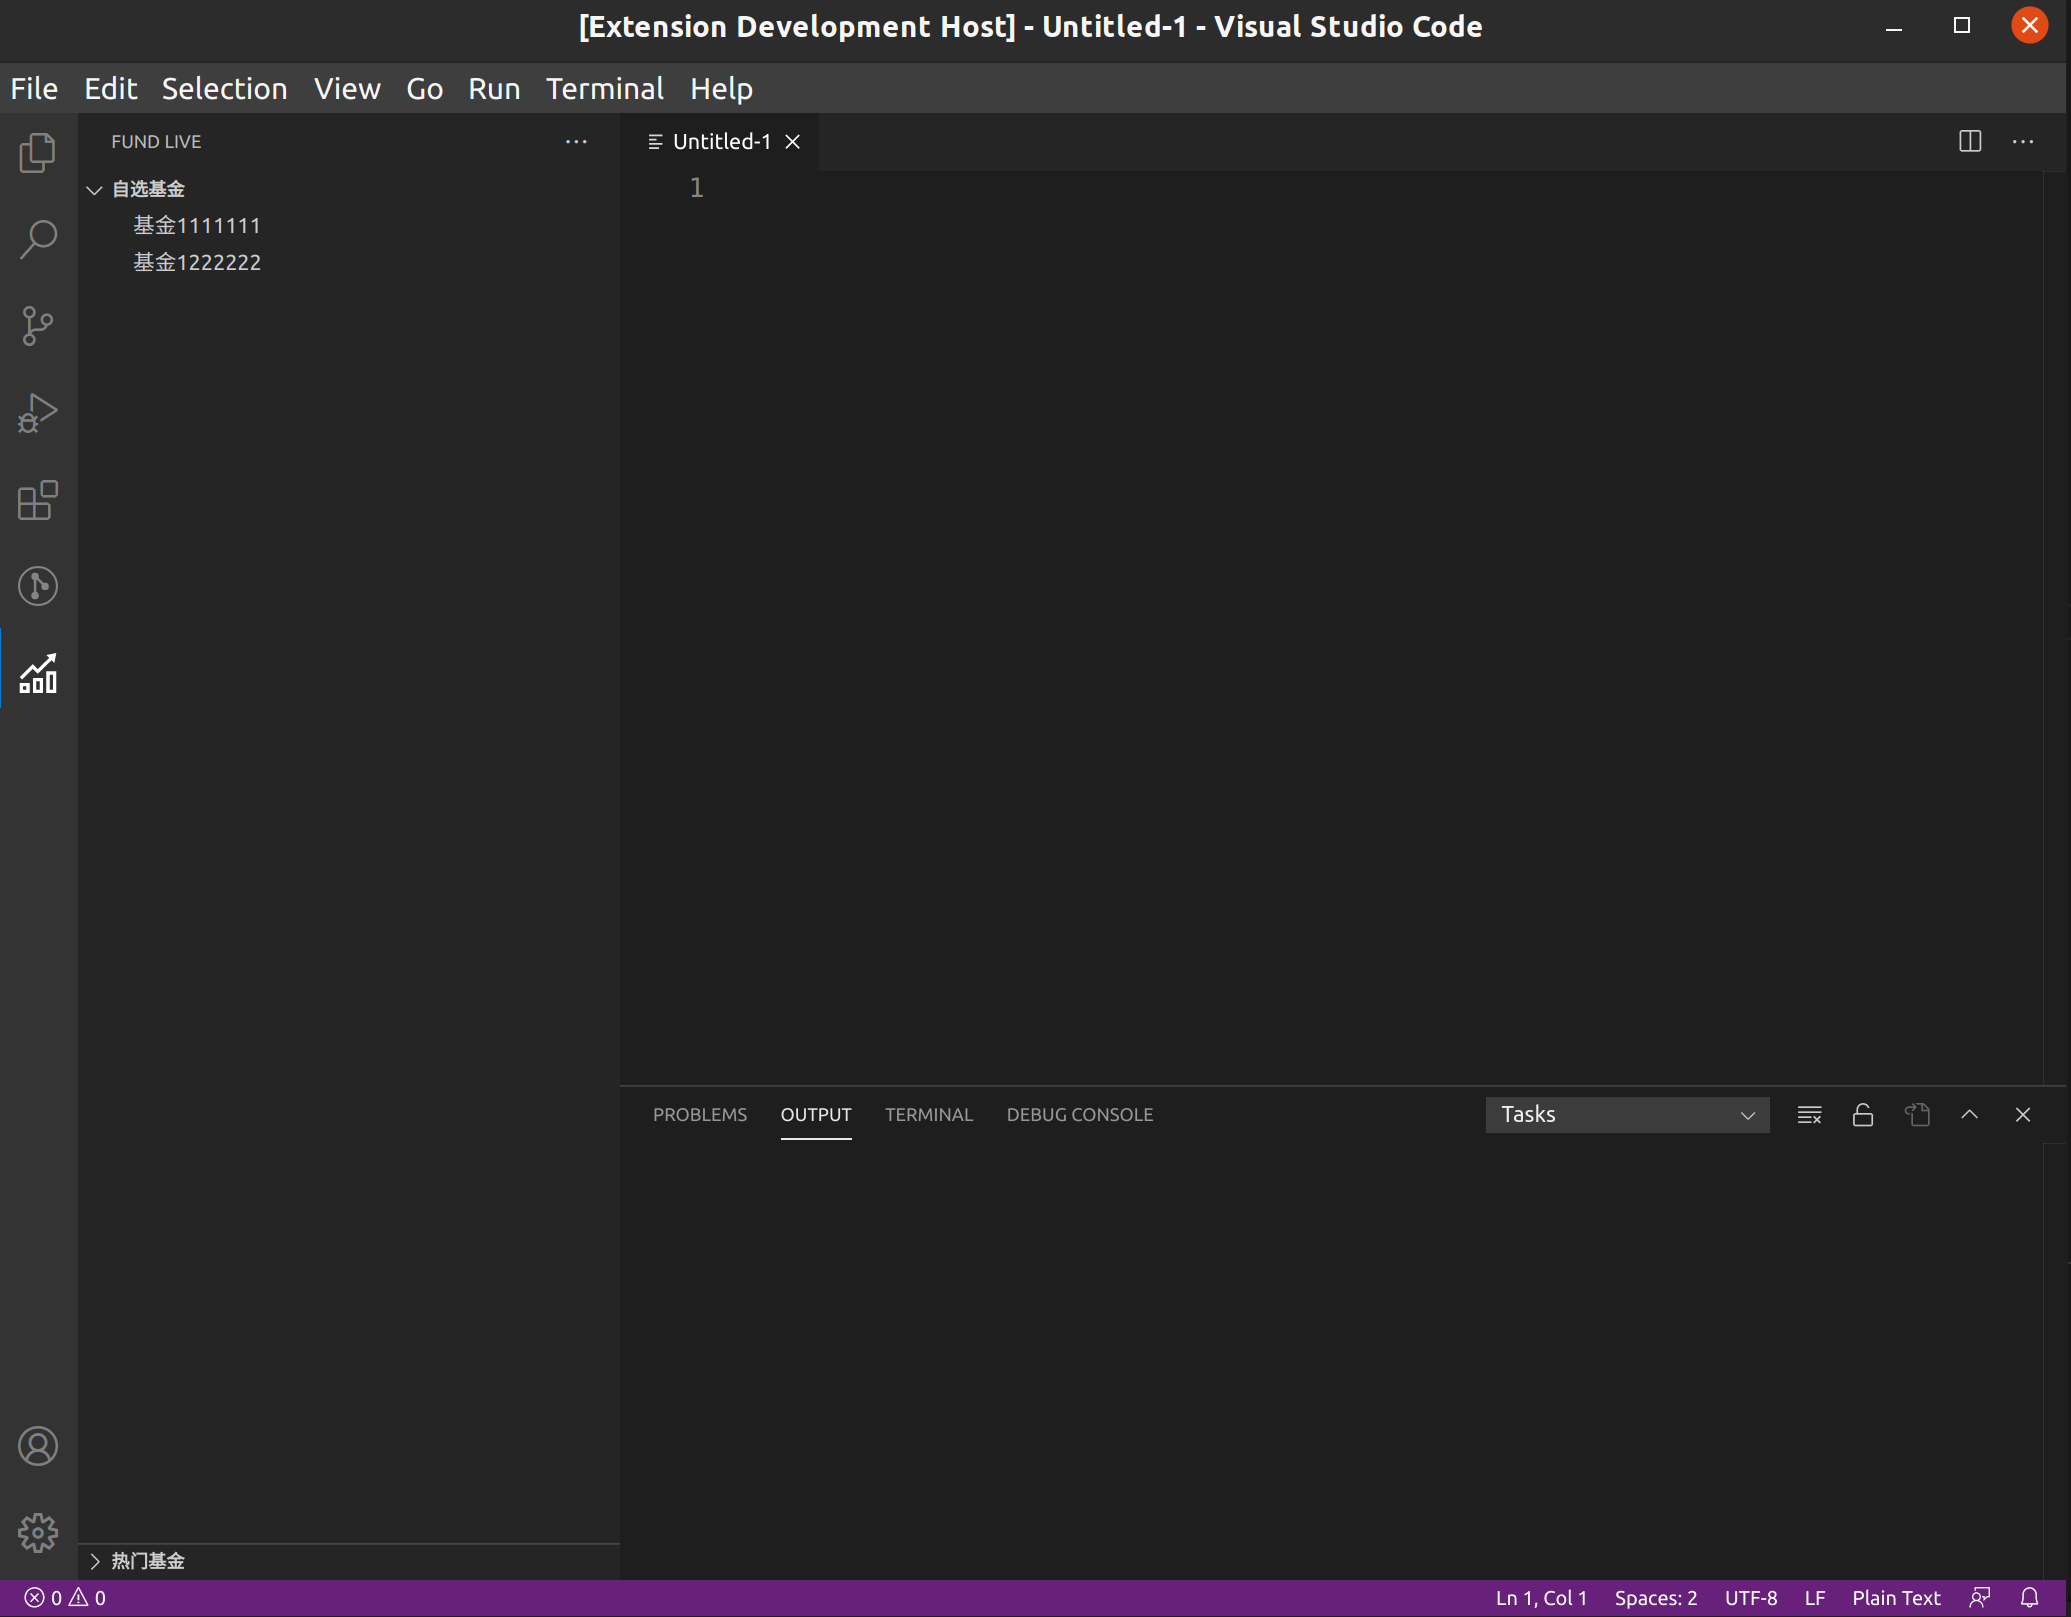 [Extension Development Host] - Untitled-1 - Visual Studio Code
File Edit Selection View Go Run Terminal Help
FUND LIVE
自选基金
基金1111111
基金1222222
热门基金
Untitled-1
1
PROBLEMS OUTPUT TERMINAL DEBUG CONSOLE Tasks
0 0 Ln 1, Col 1 Spaces: 2 UTF-8 LF Plain Text